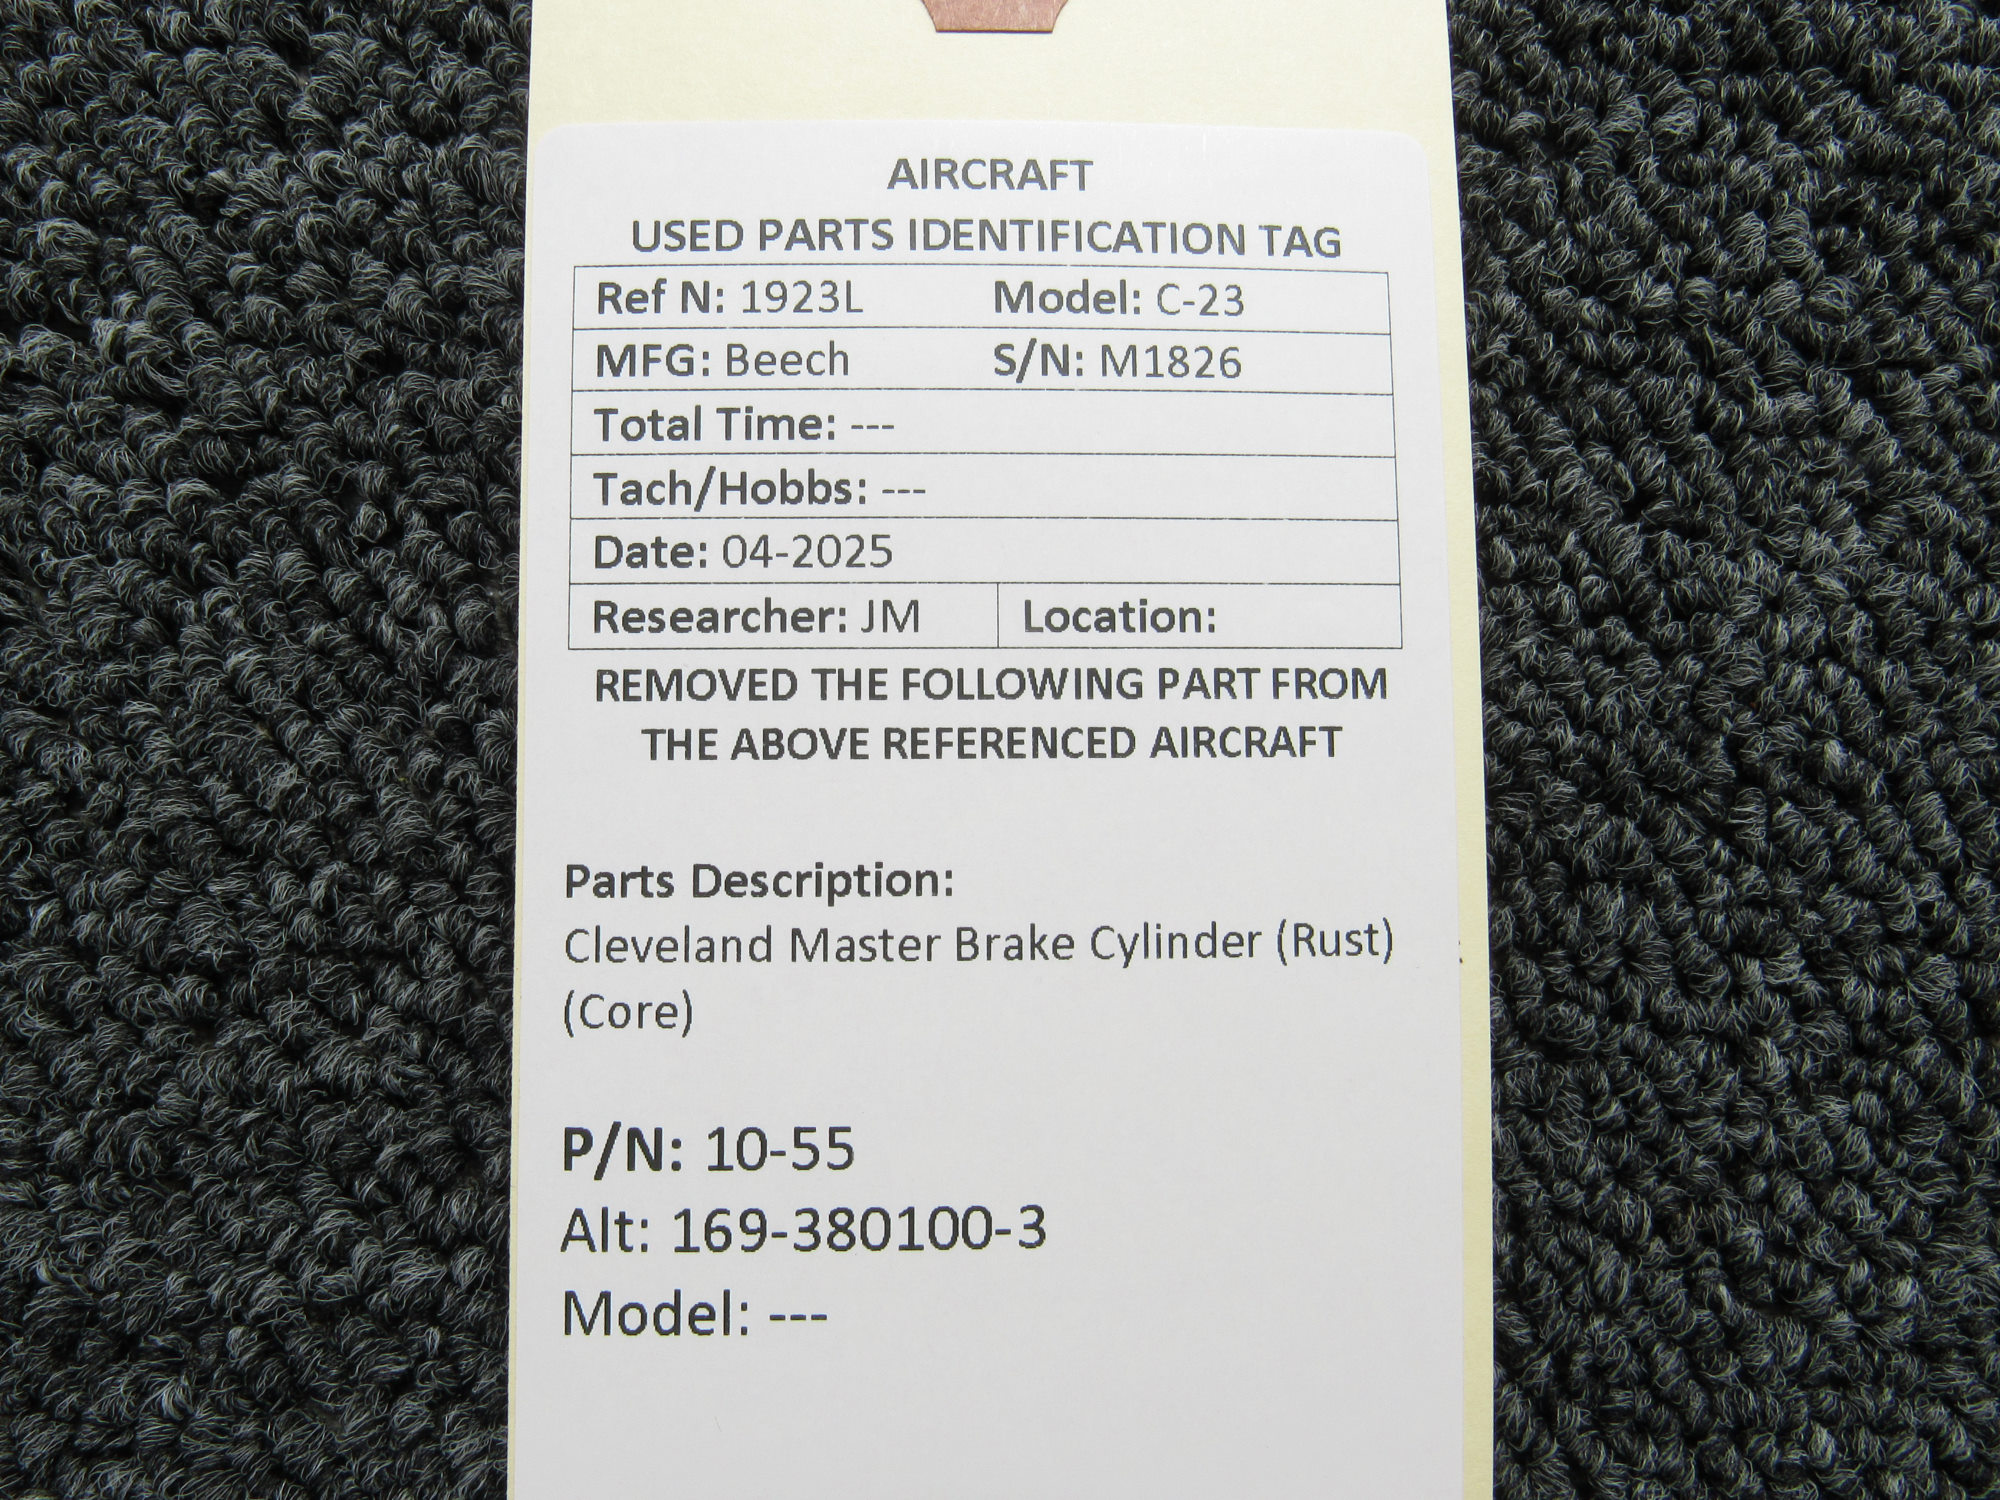 AIRCRAFT
USED PARTS IDENTIFICATION TAG
Ref N: 1923L Model: C-23
MFG: Beech S/N: M1826
Total Time: ---
Tach/Hobbs: ---
Date: 04-2025
Researcher: JM Location:
REMOVED THE FOLLOWING PART FROM
THE ABOVE REFERENCED AIRCRAFT
Parts Description:
Cleveland Master Brake Cylinder (Rust)
(Core)
P/N: 10-55
Alt: 169-380100-3
Model: ---